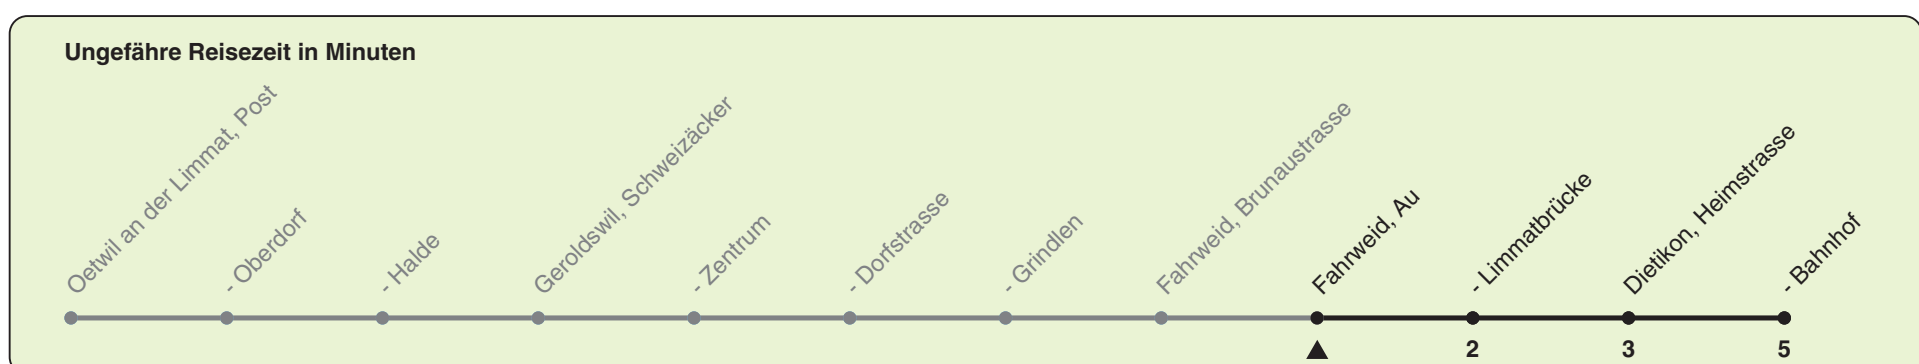 Ungefähre Reisezeit in Minuten
Oetwil an der Limmat, Post
- Oberdorf
- Halde
Geroldswil, Schweizäcker
- Zentrum
- Dorfstrasse
- Grindlen
Fahrweid, Brunaustrasse
Fahrweid, Au
- Limmatbrücke
Dietikon, Heimstrasse
- Bahnhof
2 3 5